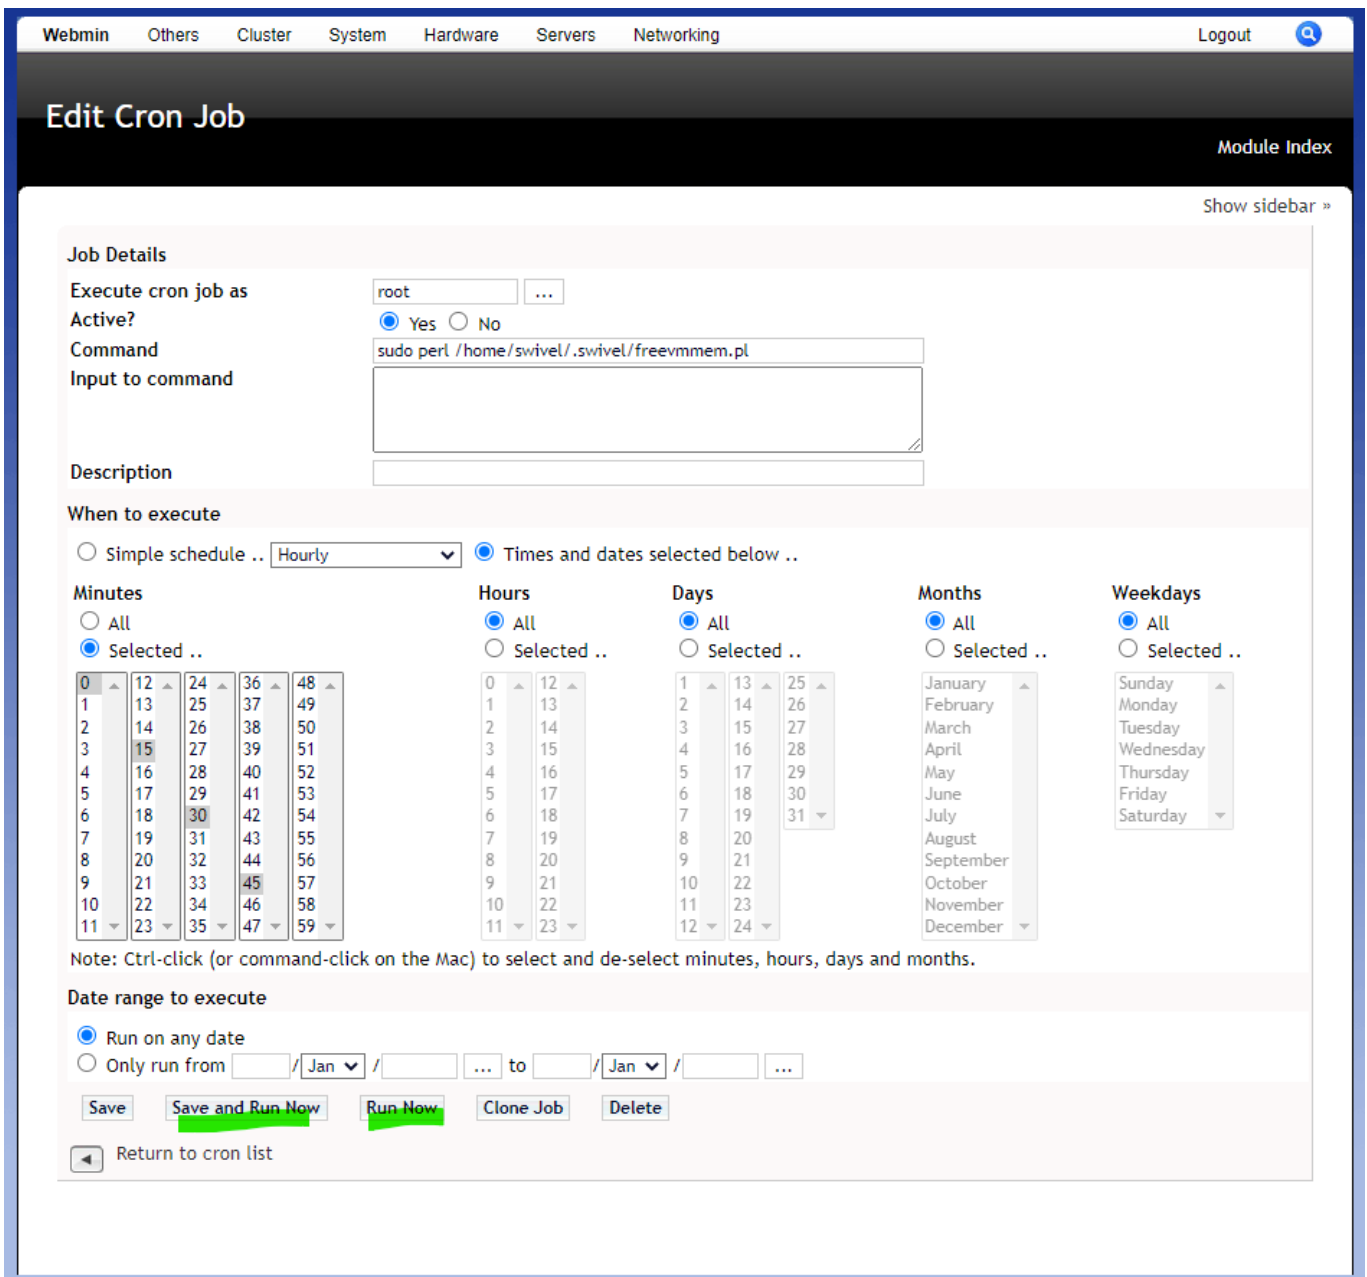 Webmin Others Cluster System Hardware Servers Networking Logout
Edit Cron Job
Module Index
Show sidebar »
Job Details
Execute cron job as root ...
Active? Yes No
Command sudo perl /home/swivel/.swivel/freevmmem.pl
Input to command
Description
When to execute
Simple schedule .. Hourly Times and dates selected below ..
Minutes Hours Days Months Weekdays
All All All All All
Selected .. Selected .. Selected .. Selected .. Selected ..
0 12 24 36 48 0 12 1 13 25 January Sunday
1 13 25 37 49 1 13 2 14 26 February Monday
2 14 26 38 50 2 14 3 15 27 March Tuesday
3 15 27 39 51 3 15 4 16 28 April Wednesday
4 16 28 40 52 4 16 5 17 29 May Thursday
5 17 29 41 53 5 17 6 18 30 June Friday
6 18 30 42 54 6 18 7 19 31 July Saturday
7 19 31 43 55 7 19 8 20 August
8 20 32 44 56 8 20 9 21 September
9 21 33 45 57 9 21 10 22 October
10 22 34 46 58 10 22 11 23 November
11 23 35 47 59 11 23 12 24 December
Note: Ctrl-click (or command-click on the Mac) to select and de-select minutes, hours, days and months.
Date range to execute
Run on any date
Only run from / Jan / ... to / Jan / ...
Save Save and Run Now Run Now Clone Job Delete
Return to cron list